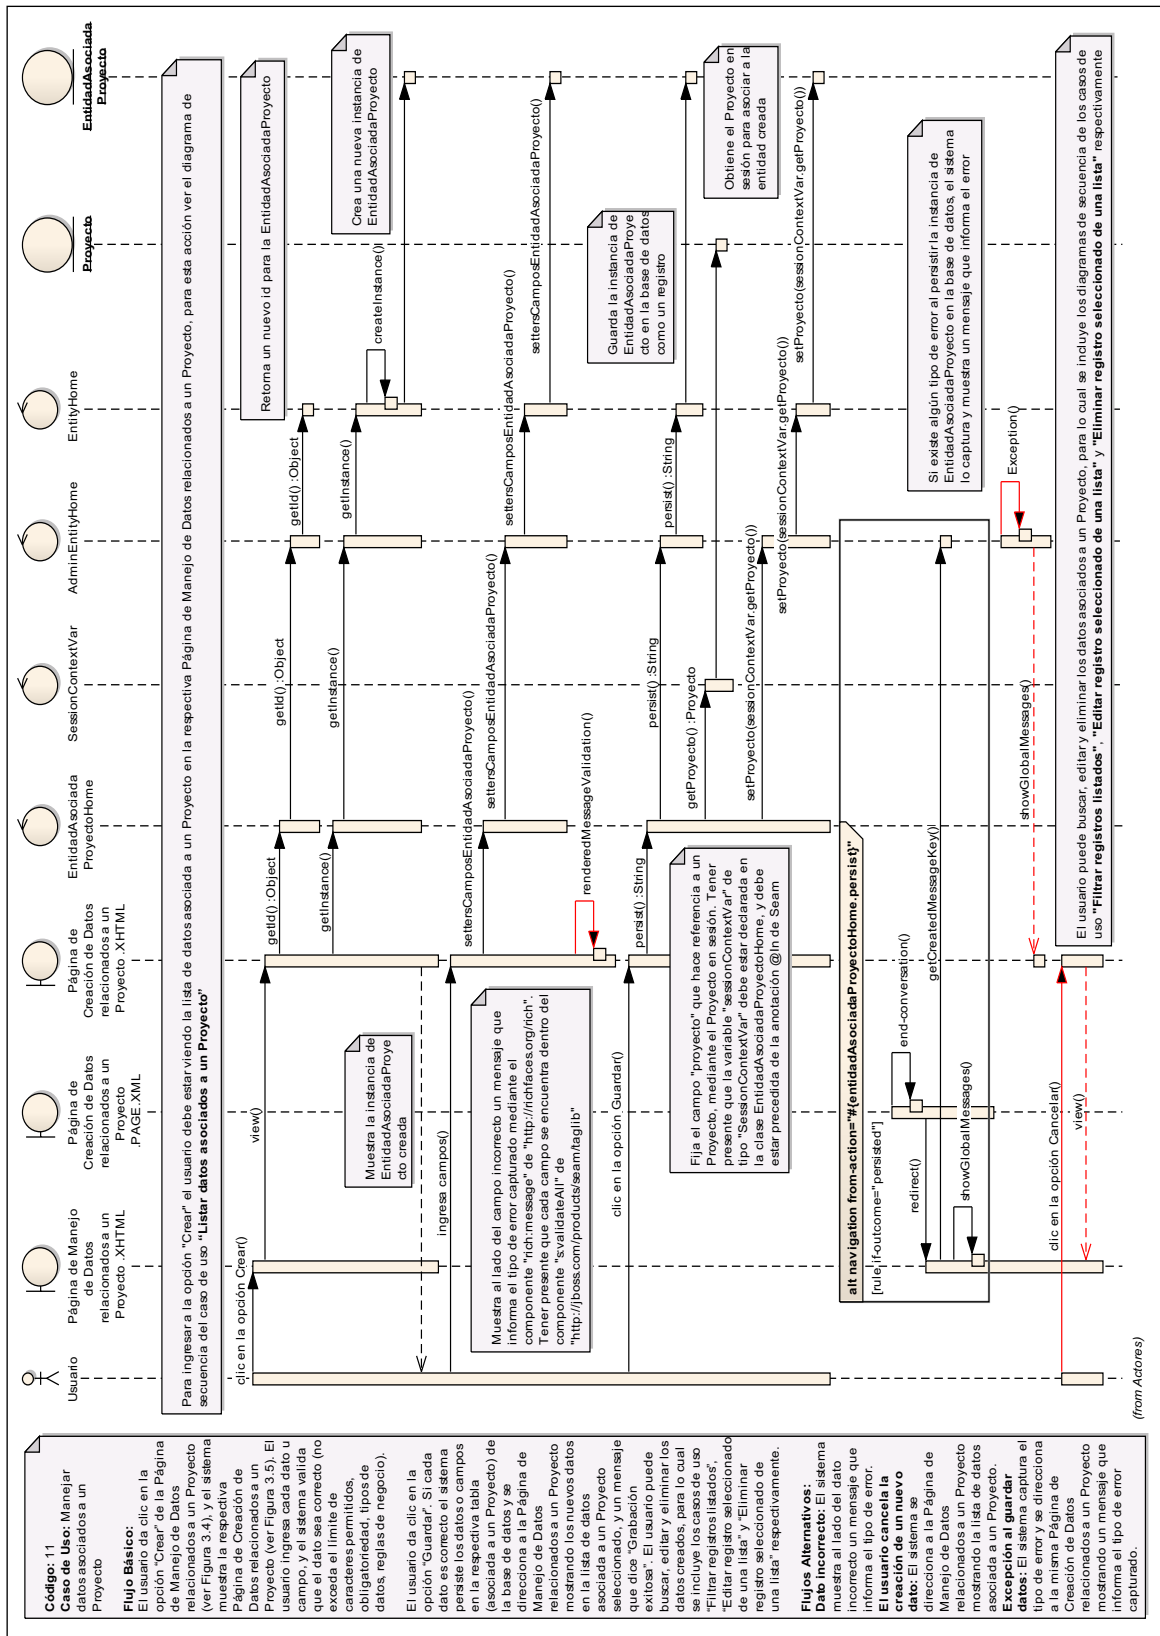 Código: 11
Caso de Uso: Manejar
datos asociados a un
Proyecto
Flujo Básico:
El usuario da clic en la
opción "Crear" de la Página
de Manejo de Datos
relacionados a un Proyecto
(ver Figura 3.4), y el sistema
muestra la respectiva
Página de Creación de
Datos relacionados a un
Proyecto (ver Figura 3.5). El
usuario ingresa cada dato u
campo, y el sistema valida
que el dato sea correcto (no
exceda el limite de
caracteres permitidos,
obligatoriedad, tipos de
datos, reglas de negocio).
El usuario da clic en la
opción "Guardar". Si cada
dato es correcto el sistema
persiste los datos o campos
en la respectiva tabla
(asociada a un Proyecto) de
la base de datos y se
direcciona a la Página de
Manejo de Datos
relacionados a un Proyecto
mostrando los nuevos datos
en la lista de datos
asociada a un Proyecto
seleccionado, y un mensaje
que dice "Grabación
exitosa". El usuario puede
buscar, editar y eliminar los
datos creados, para lo cual
se incluye los casos de uso
"Filtrar registros listados",
"Editar registro seleccionado
de una lista" y "Eliminar
registro seleccionado de
una lista" respectivamente.
Flujos Alternativos:
Dato incorrecto: El sistema
muestra al lado del dato
incorrecto un mensaje que
informa el tipo de error.
El usuario cancela la
creación de un nuevo
dato: El sistema se
direcciona a la Página de
Manejo de Datos
relacionados a un Proyecto
mostrando la lista de datos
asociada a un Proyecto.
Excepción al guardar
datos: El sistema captura el
tipo de error y se direcciona
a la misma Página de
Creación de Datos
relacionados a un Proyecto
mostrando un mensaje que
informa el tipo de error
capturado.
Usuario
Página de Manejo
de Datos
relacionados a un
Proyecto .XHTML
Página de
Creación de Datos
relacionados a un
Proyecto
.PAGE.XML
Página de
Creación de Datos
relacionados a un
Proyecto .XHTML
EntidadAsociada
ProyectoHome
SessionContextVar
AdminEntityHome
EntityHome
Proyecto
EntidadAsociada
Proyecto
Para ingresar a la opción "Crear" el usuario debe estar viendo la lista de datos asociada a un Proyecto en la respectiva Página de Manejo de Datos relacionados a un Proyecto, para esta acción ver el diagrama de
secuencia del caso de uso "Listar datos asociados a un Proyecto"
clic en la opción Crear()
view()
getId() :Object
getId() :Object
getId() :Object
Retorna un nuevo id para la EntidadAsociadaProyecto
getInstance()
getInstance()
getInstance()
createInstance()
Crea una nueva instancia de
EntidadAsociadaProyecto
Muestra la instancia de
EntidadAsociadaProye
cto creada
ingresa campos()
settersCamposEntidadAsociadaProyecto()
settersCamposEntidadAsociadaProyecto()
settersCamposEntidadAsociadaProyecto()
settersCamposEntidadAsociadaProyecto()
Muestra al lado del campo incorrecto un mensaje que
informa el tipo de error capturado mediante el
componente "rich:message" de "http://richfaces.org/rich".
Tener presente que cada campo se encuentra dentro del
componente "s:validateAll" de
"http://jboss.com/products/seam/taglib"
renderedMessageValidation()
clic en la opción Guardar()
persist() :String
persist() :String
persist() :String
Guarda la instancia de
EntidadAsociadaProye
cto en la base de datos
como un registro
getProyecto() :Proyecto
Obtiene el Proyecto en
sesión para asociar a la
entidad creada
Fija el campo "proyecto" que hace referencia a un
Proyecto, mediante el Proyecto en sesión. Tener
presente que la variable "sessionContextVar" de
tipo "SessionContextVar" debe estar declarada en
la clase EntidadAsociadaProyectoHome, y debe
estar precedida de la anotación @In de Seam
setProyecto(sessionContextVar.getProyecto())
setProyecto(sessionContextVar.getProyecto())
setProyecto(sessionContextVar.getProyecto())
alt navigation from-action="#{entidadAsociadaProyectoHome.persist}"
[rule if-outcome="persisted"]
end-conversation()
redirect()
getCreatedMessageKey()
showGlobalMessages()
Si existe algún tipo de error al persistir la instancia de
EntidadAsociadaProyecto en la base de datos, el sistema
lo captura y muestra un mensaje que informa el error
Exception()
showGlobalMessages()
clic en la opción Cancelar()
view()
El usuario puede buscar, editar y eliminar los datos asociados a un Proyecto, para lo cual se incluye los diagramas de secuencia de los casos de
uso "Filtrar registros listados", "Editar registro seleccionado de una lista" y "Eliminar registro seleccionado de una lista" respectivamente
(from Actores)